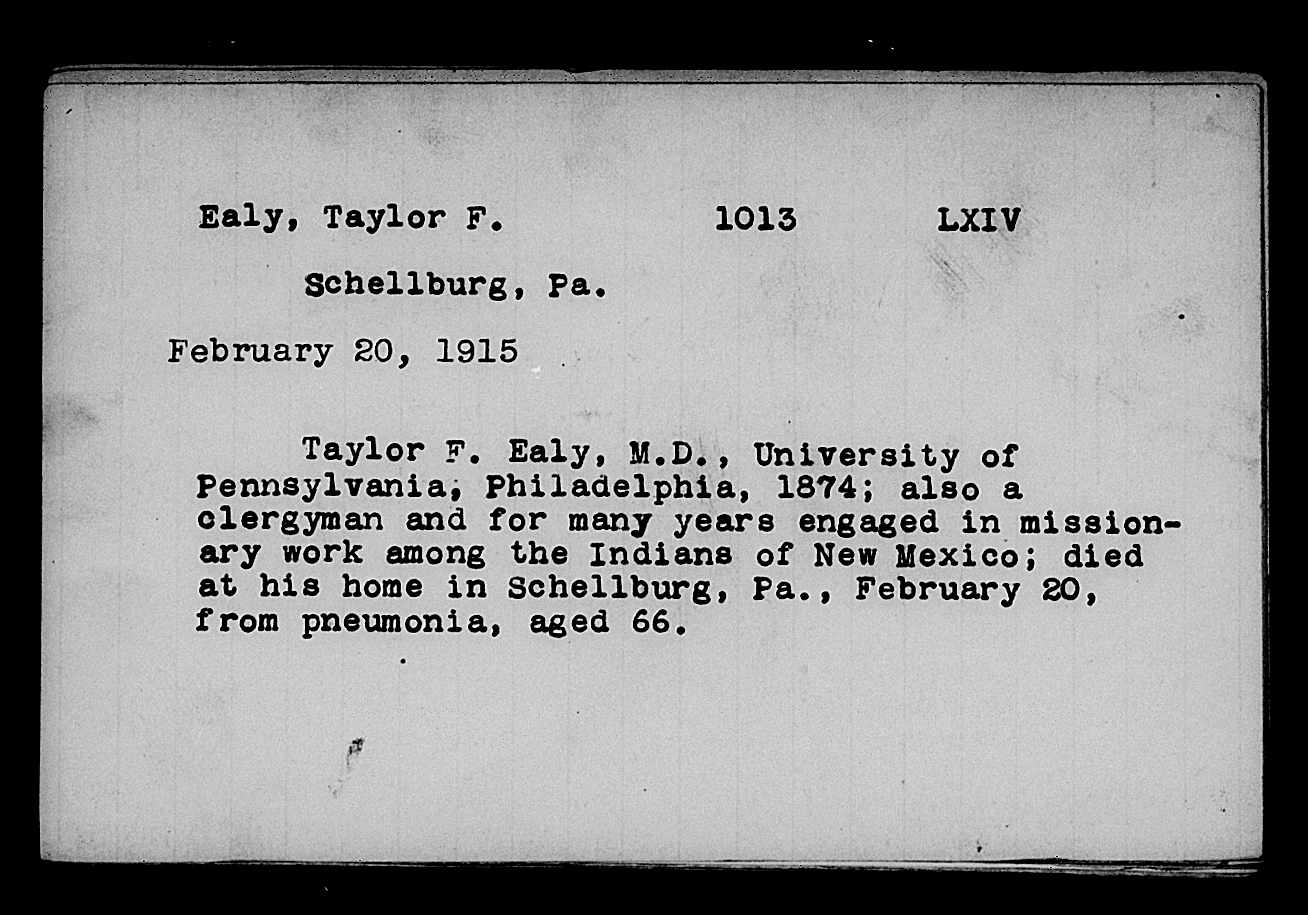 Ealy, Taylor F. 1013 LXIV
Schellburg, Pa.
February 20, 1915
Taylor F. Ealy, M.D., University of
Pennsylvania, Philadelphia, 1874; also a
clergyman and for many years engaged in mission-
ary work among the Indians of New Mexico; died
at his home in Schellburg, Pa., February 20,
from pneumonia, aged 66.